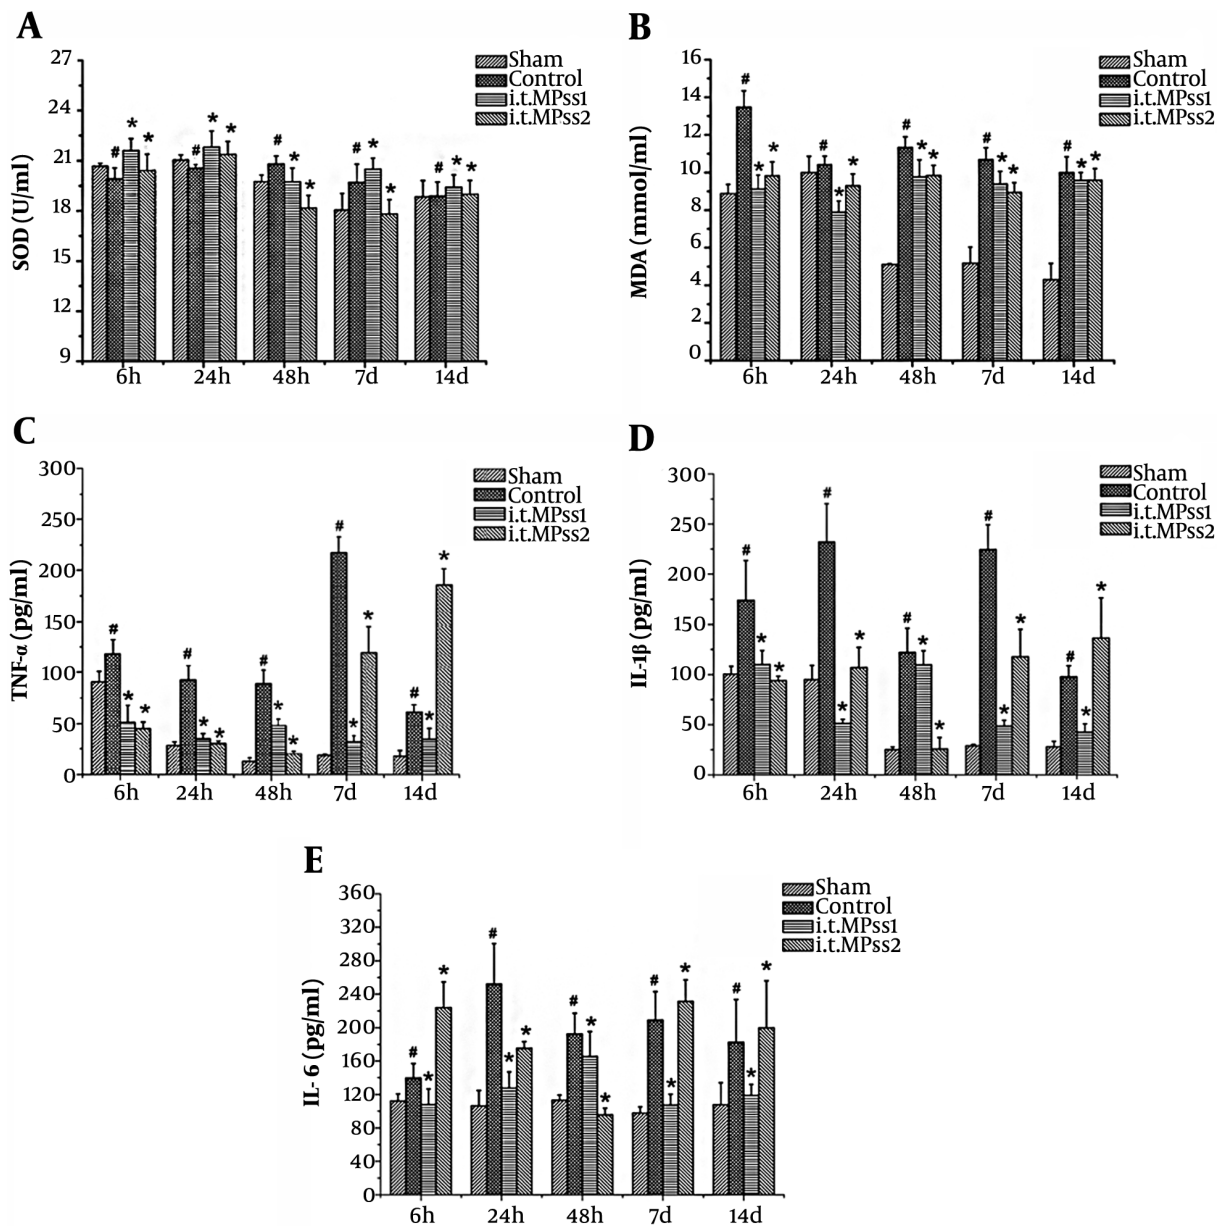 A
SOD (U/ml)
27
24
21
18
15
12
9
6h 24h 48h 7d 14d
Sham
Control
i.t.MPss1
i.t.MPss2
# * * # * * # * * # * * # * *
B
MDA (mmol/ml)
16
14
12
10
8
6
4
2
0
6h 24h 48h 7d 14d
Sham
Control
i.t.MPss1
i.t.MPss2
# * * # * * # * * # * * # * *
C
TNF-α (pg/ml)
300
250
200
150
100
50
0
6h 24h 48h 7d 14d
Sham
Control
i.t.MPss1
i.t.MPss2
# * * # * * # * * # * * # * *
D
IL-1β (pg/ml)
300
250
200
150
100
50
0
6h 24h 48h 7d 14d
Sham
Control
i.t.MPss1
i.t.MPss2
# * * # * * # * * # * * # * *
E
IL- 6 (pg/ml)
360
320
280
240
200
160
120
80
40
0
6h 24h 48h 7d 14d
Sham
Control
i.t.MPss1
i.t.MPss2
# * * # * * # * * # * * # * *